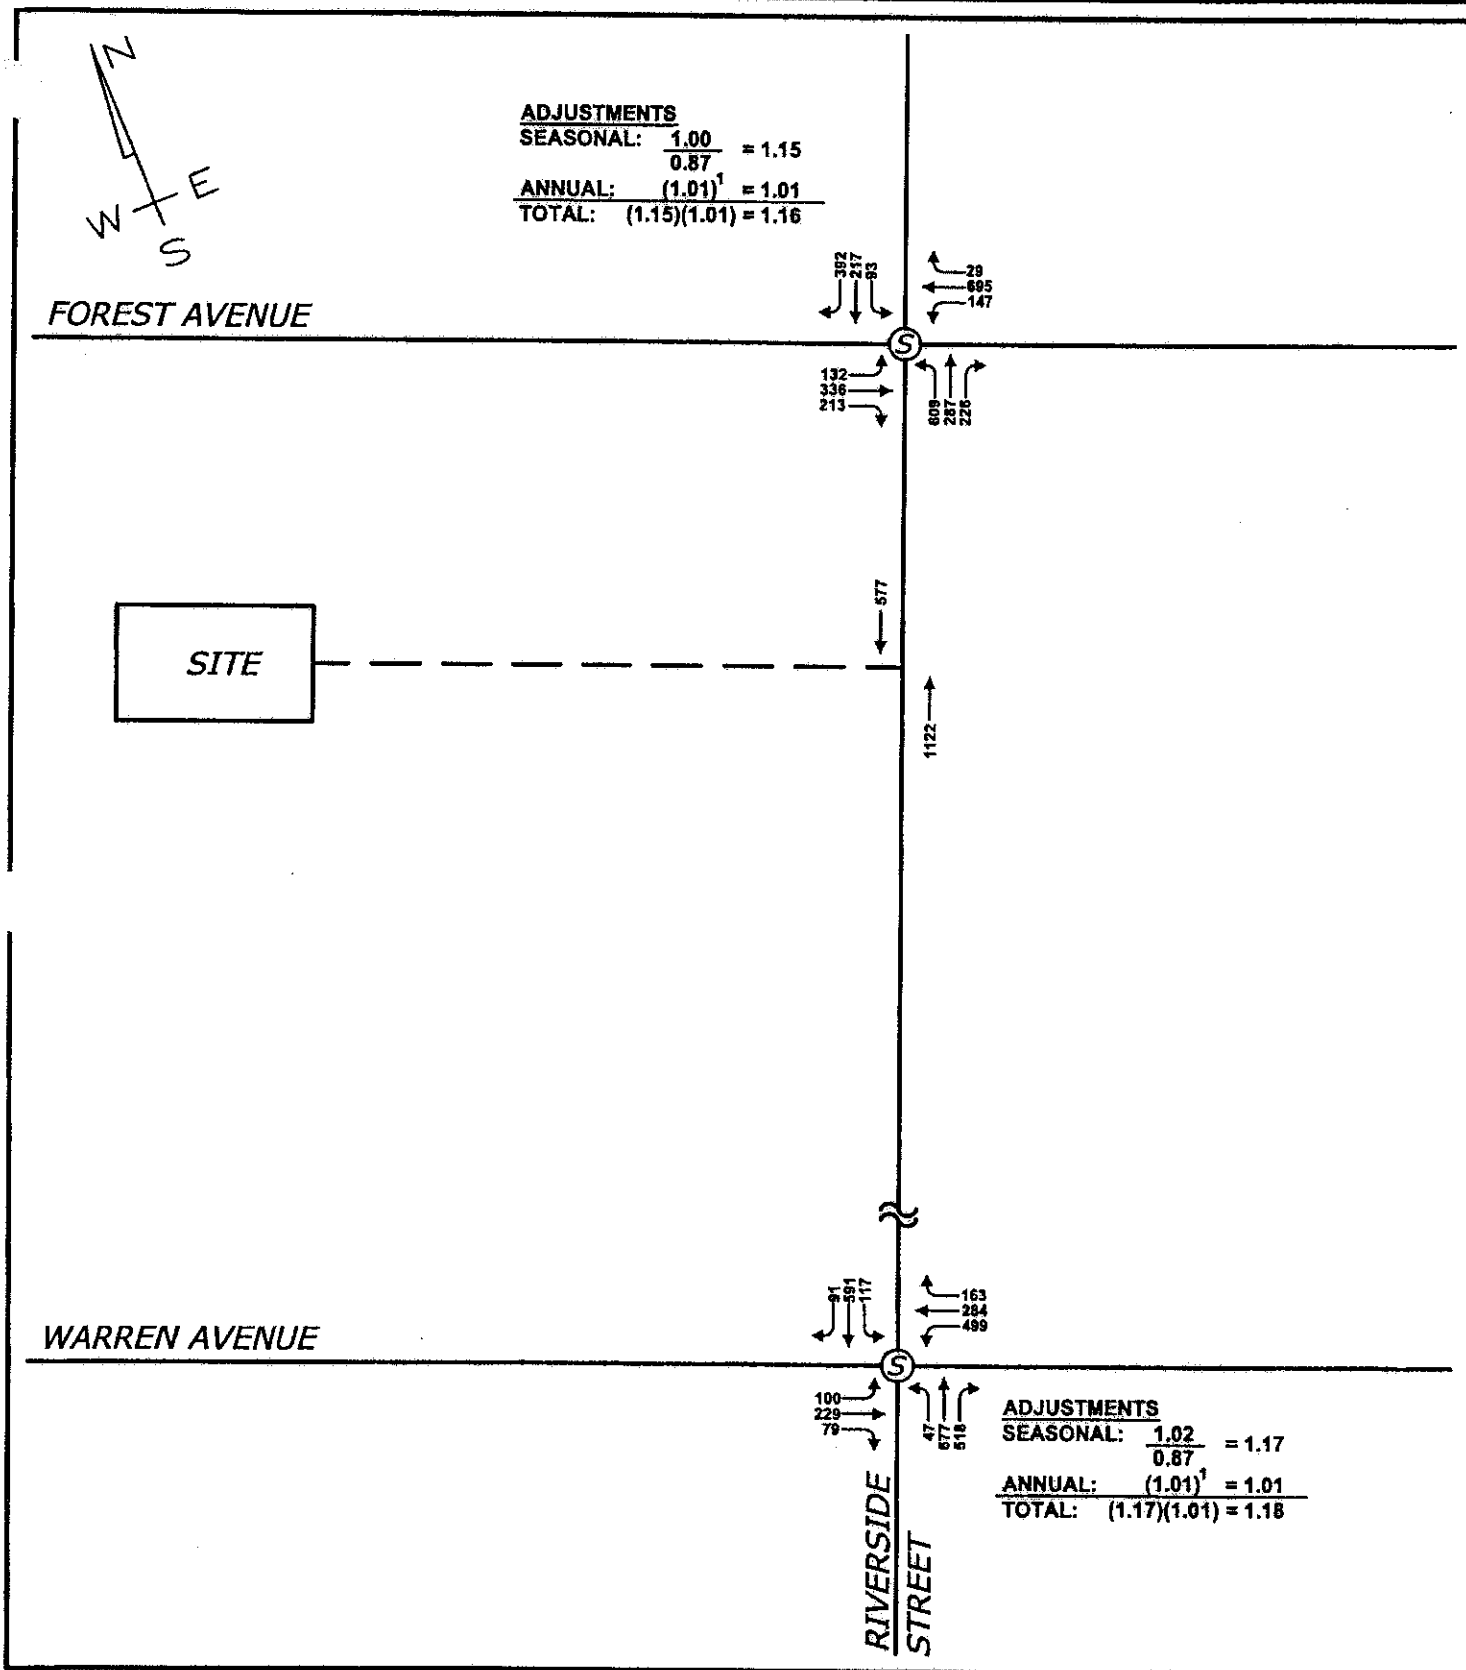 N
W E
S
ADJUSTMENTS
SEASONAL: 1.00 / 0.87 = 1.15
ANNUAL: (1.01)¹ = 1.01
TOTAL: (1.15)(1.01) = 1.16
FOREST AVENUE
392
217
93
29
695
147
S
132
336
213
609
287
226
577
SITE
1122
WARREN AVENUE
91
591
117
163
284
499
S
100
229
79
47
577
518
ADJUSTMENTS
SEASONAL: 1.02 / 0.87 = 1.17
ANNUAL: (1.01)¹ = 1.01
TOTAL: (1.17)(1.01) = 1.18
RIVERSIDE
STREET